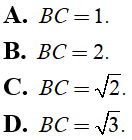 A. BC = 1.
B. BC = 2.
C. BC = √2.
D. BC = √3.